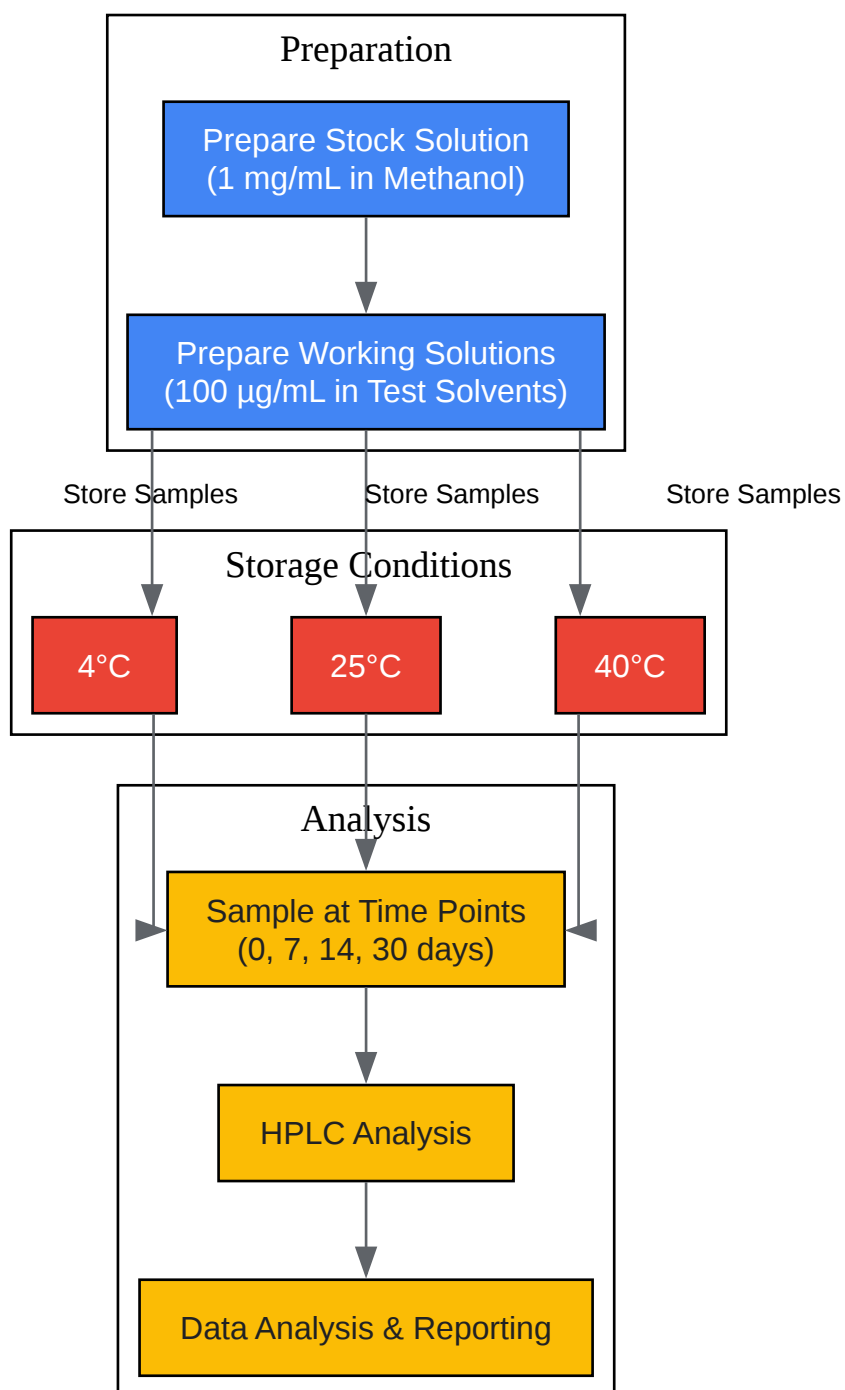 Preparation
Prepare Stock Solution
(1 mg/mL in Methanol)
Prepare Working Solutions
(100 µg/mL in Test Solvents)
Store Samples
Store Samples
Store Samples
Storage Conditions
4°C
25°C
40°C
Analysis
Sample at Time Points
(0, 7, 14, 30 days)
HPLC Analysis
Data Analysis & Reporting